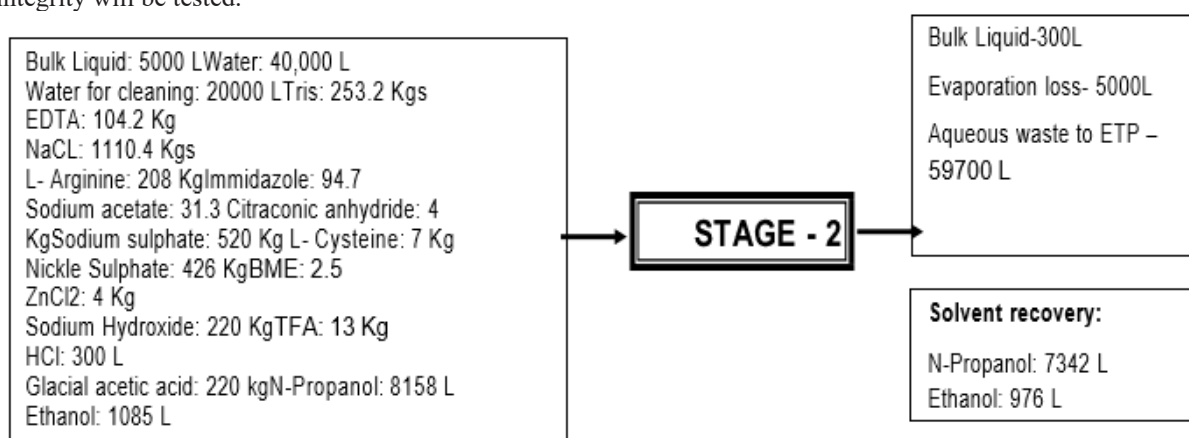 integrity will be tested.
Bulk Liquid: 5000 LWater: 40,000 L
Water for cleaning: 20000 LTris: 253.2 Kgs
EDTA: 104.2 Kg
NaCL: 1110.4 Kgs
L- Arginine: 208 KgImmidazole: 94.7
Sodium acetate: 31.3 Citraconic anhydride: 4
KgSodium sulphate: 520 Kg L- Cysteine: 7 Kg
Nickle Sulphate: 426 KgBME: 2.5
ZnCl2: 4 Kg
Sodium Hydroxide: 220 KgTFA: 13 Kg
HCl: 300 L
Glacial acetic acid: 220 kgN-Propanol: 8158 L
Ethanol: 1085 L
STAGE - 2
Bulk Liquid-300L
Evaporation loss- 5000L
Aqueous waste to ETP –
59700 L
Solvent recovery:
N-Propanol: 7342 L
Ethanol: 976 L